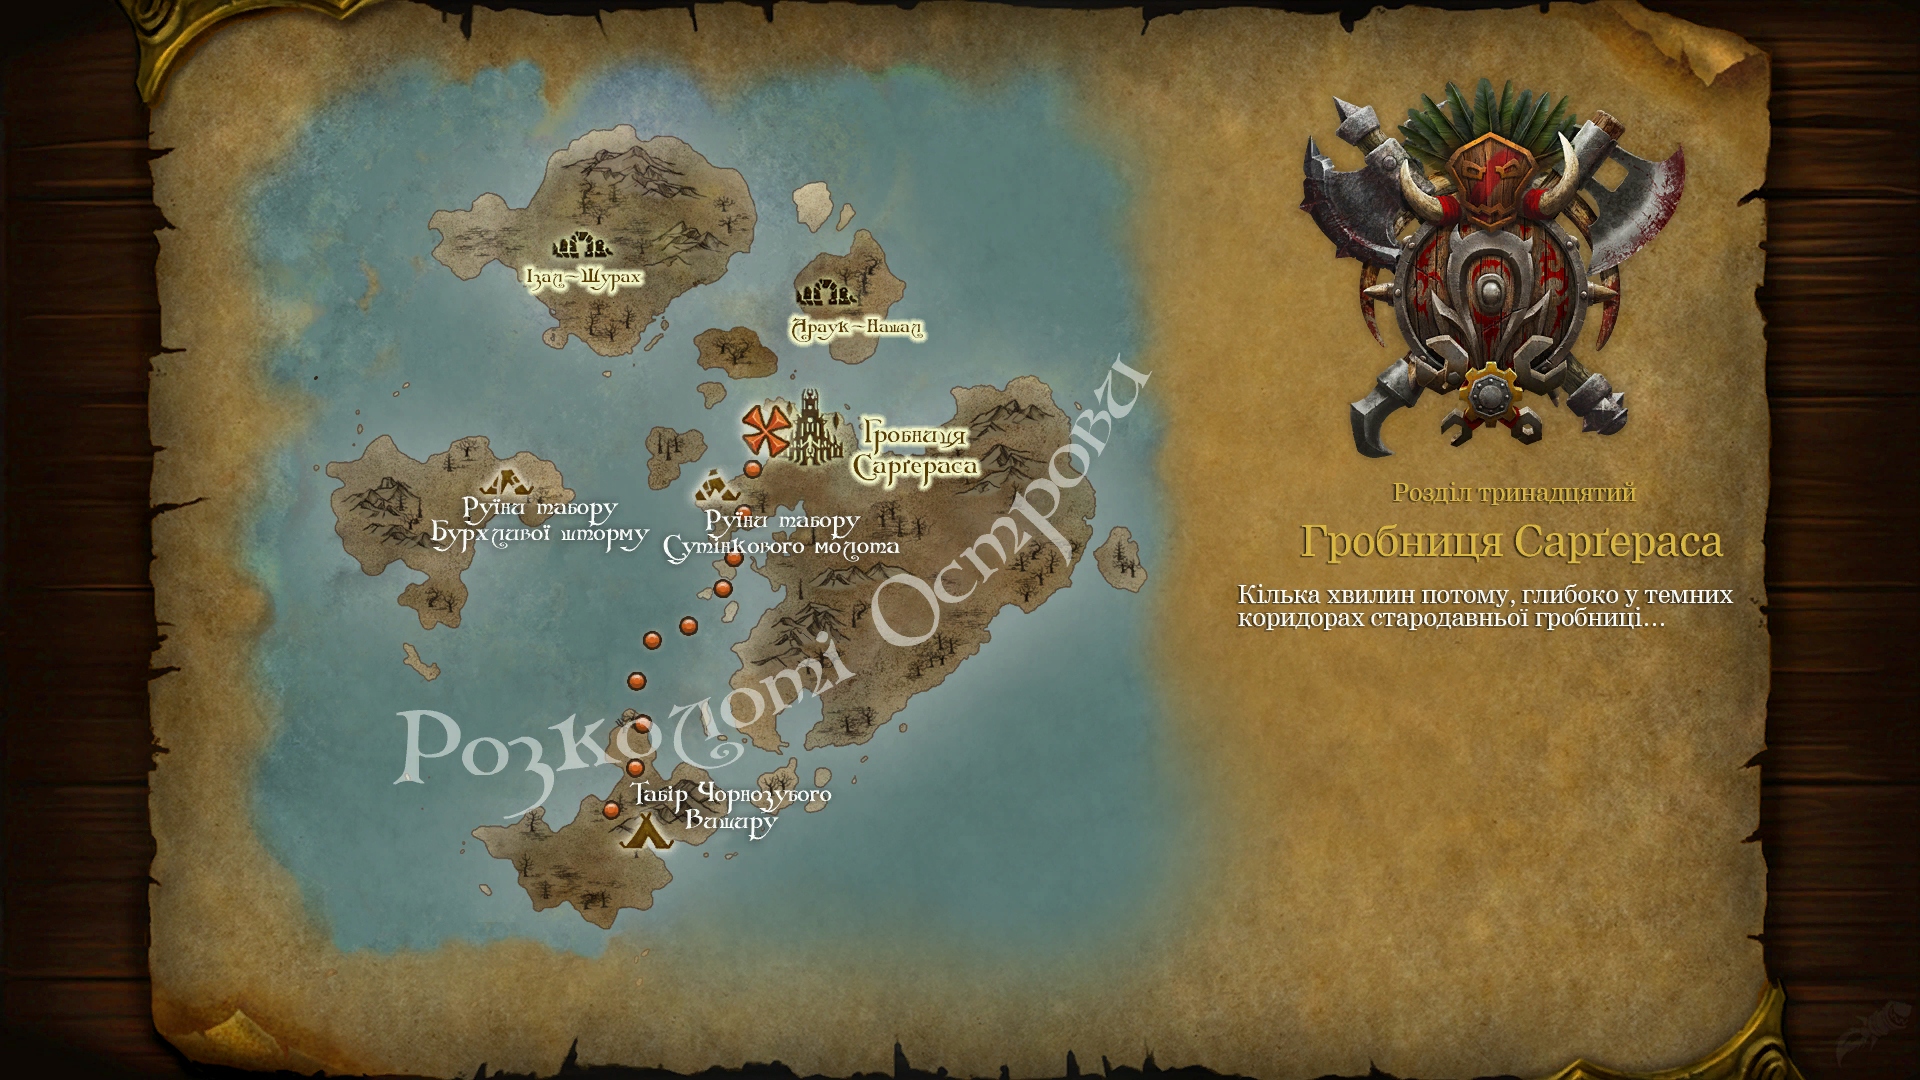 Ізал-Шурах
Араук-Нашал
Гробниця
Сарґераса
Руїни табору
Бурхливої шторму
Руїни табору
Сутінкового молота
Розколоті Острови
Табір Чорнозубого
Вищиру
Розділ тринадцятий
Гробниця Сарґераса
Кілька хвилин потому, глибоко у темних
коридорах стародавньої гробниці...